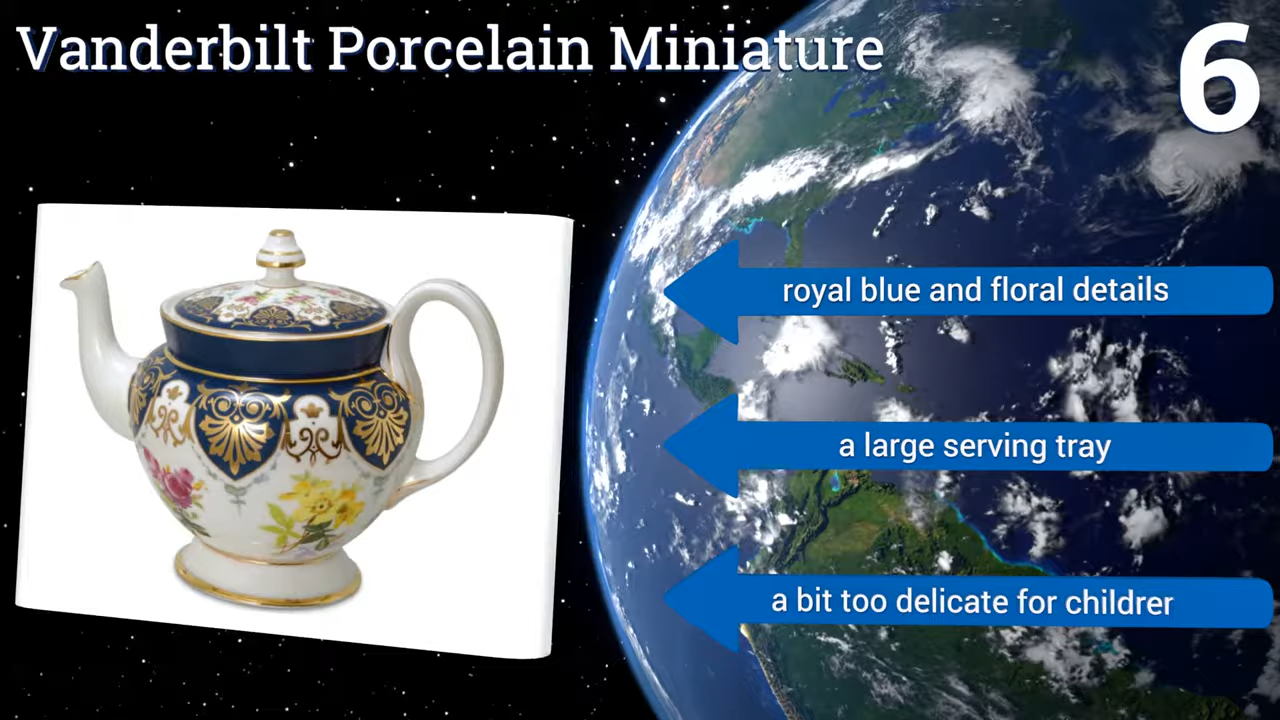 Vanderbilt Porcelain Miniature
6
royal blue and floral details
a large serving tray
a bit too delicate for childrer